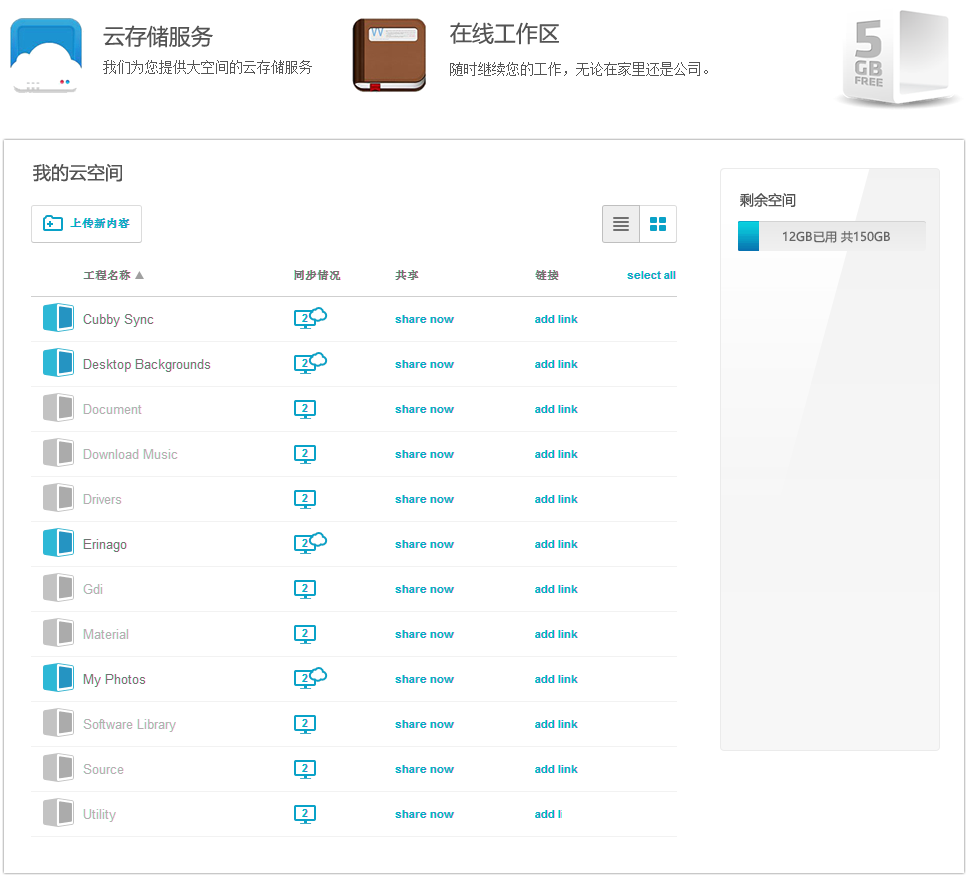 云存储服务
我们为您提供大空间的云存储服务
W
在线工作区
随时继续您的工作，无论在家里还是公司。
5
GB
FREE
我的云空间
上传新内容
工程名称 同步情况 共享 链接 select all
Cubby Sync 2 share now add link
Desktop Backgrounds 2 share now add link
Document 2 share now add link
Download Music 2 share now add link
Drivers 2 share now add link
Erinago 2 share now add link
Gdi 2 share now add link
Material 2 share now add link
My Photos 2 share now add link
Software Library 2 share now add link
Source 2 share now add link
Utility 2 share now add l
剩余空间
12GB已用 共150GB